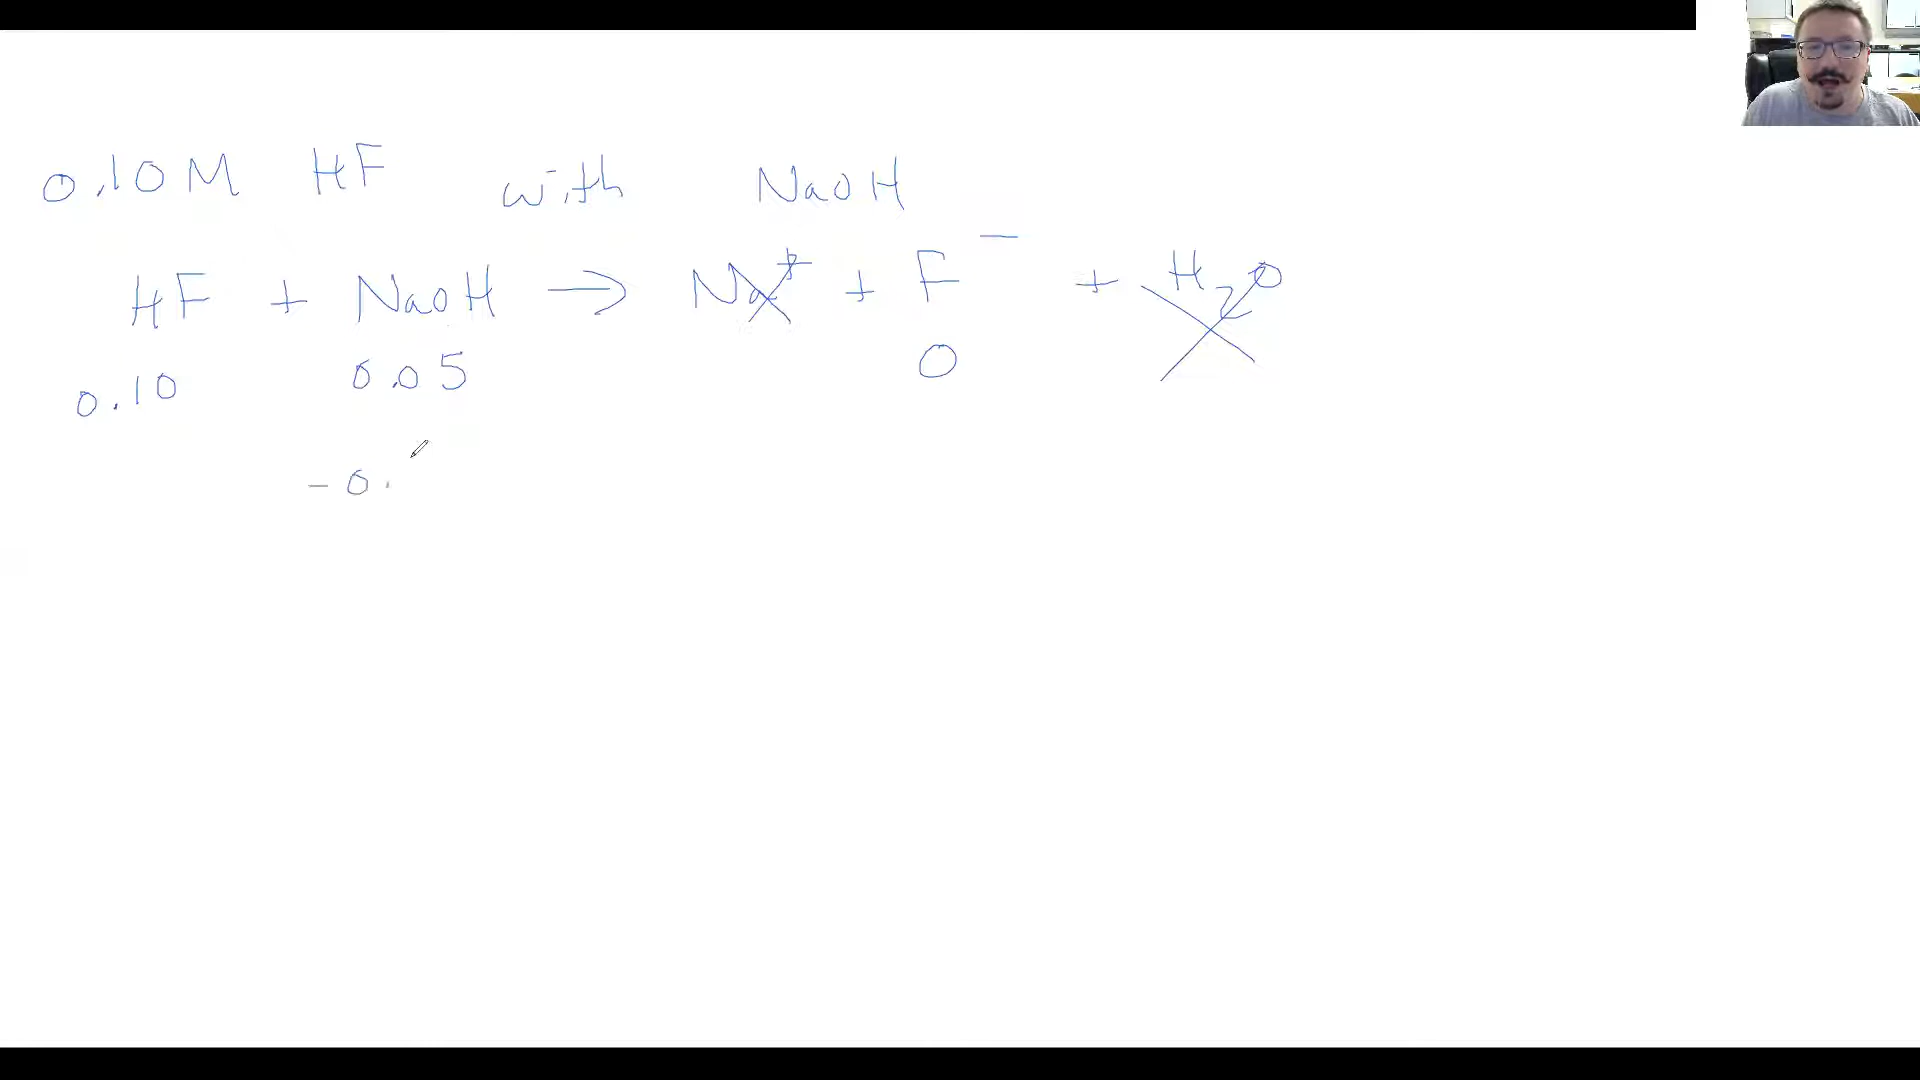 0.10 M HF with NaOH
HF + NaOH → Na⁺ + F⁻ + H₂O
0.10 0.05 0
- 0.